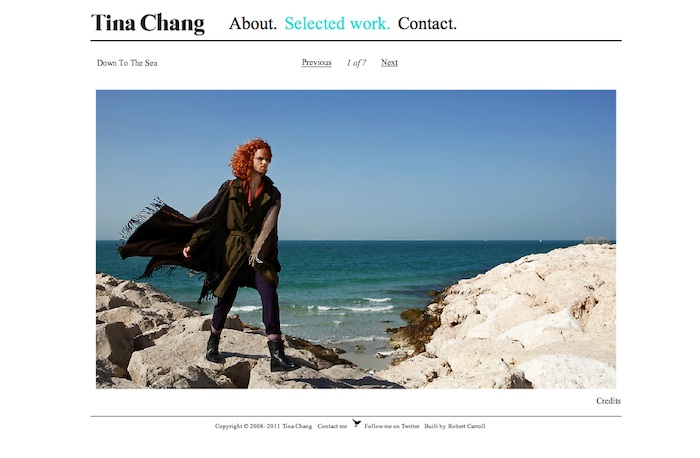 Tina Chang About. Selected work. Contact.
Down To The Sea Previous 1 of 7 Next
Credits
Copyright © 2008-2011 Tina Chang Contact me Follow me on Twitter Built by Robert Carroll